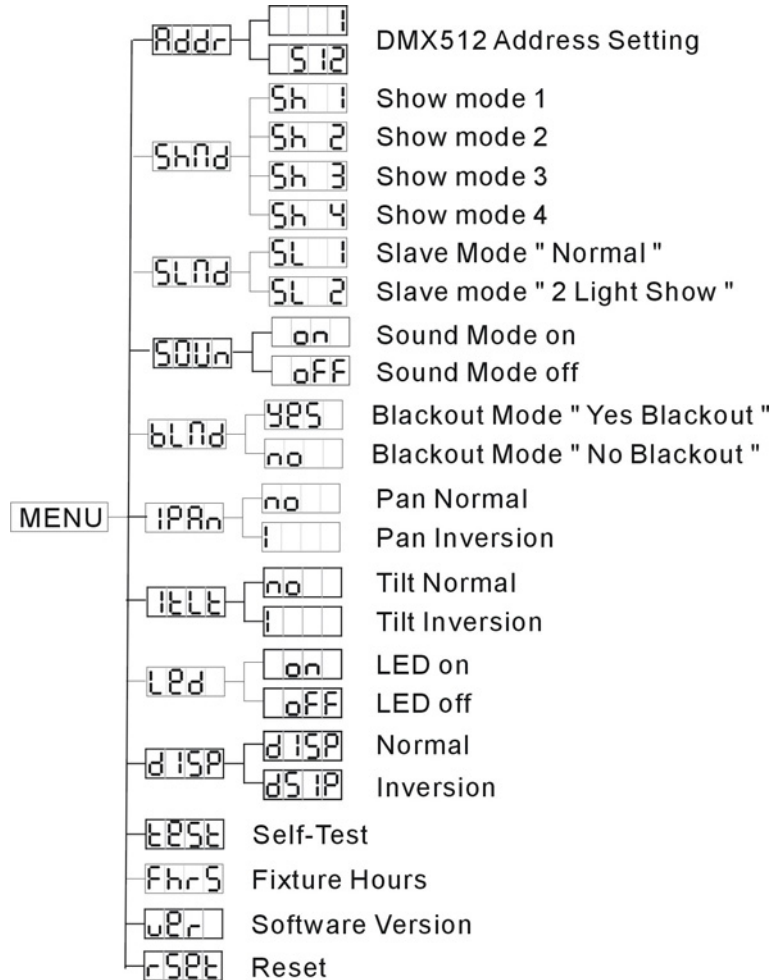 Addr
1
512
DMX512 Address Setting
ShMd
Sh 1 Show mode 1
Sh 2 Show mode 2
Sh 3 Show mode 3
Sh 4 Show mode 4
SLMd
SL 1 Slave Mode " Normal "
SL 2 Slave mode " 2 Light Show "
SOUn
on Sound Mode on
oFF Sound Mode off
bLMd
yes Blackout Mode " Yes Blackout "
no Blackout Mode " No Blackout "
MENU
IPAn
no Pan Normal
I Pan Inversion
ItLt
no Tilt Normal
I Tilt Inversion
Led
on LED on
oFF LED off
dISP
dISP Normal
dSIP Inversion
teSt Self-Test
FhrS Fixture Hours
ver Software Version
rSet Reset